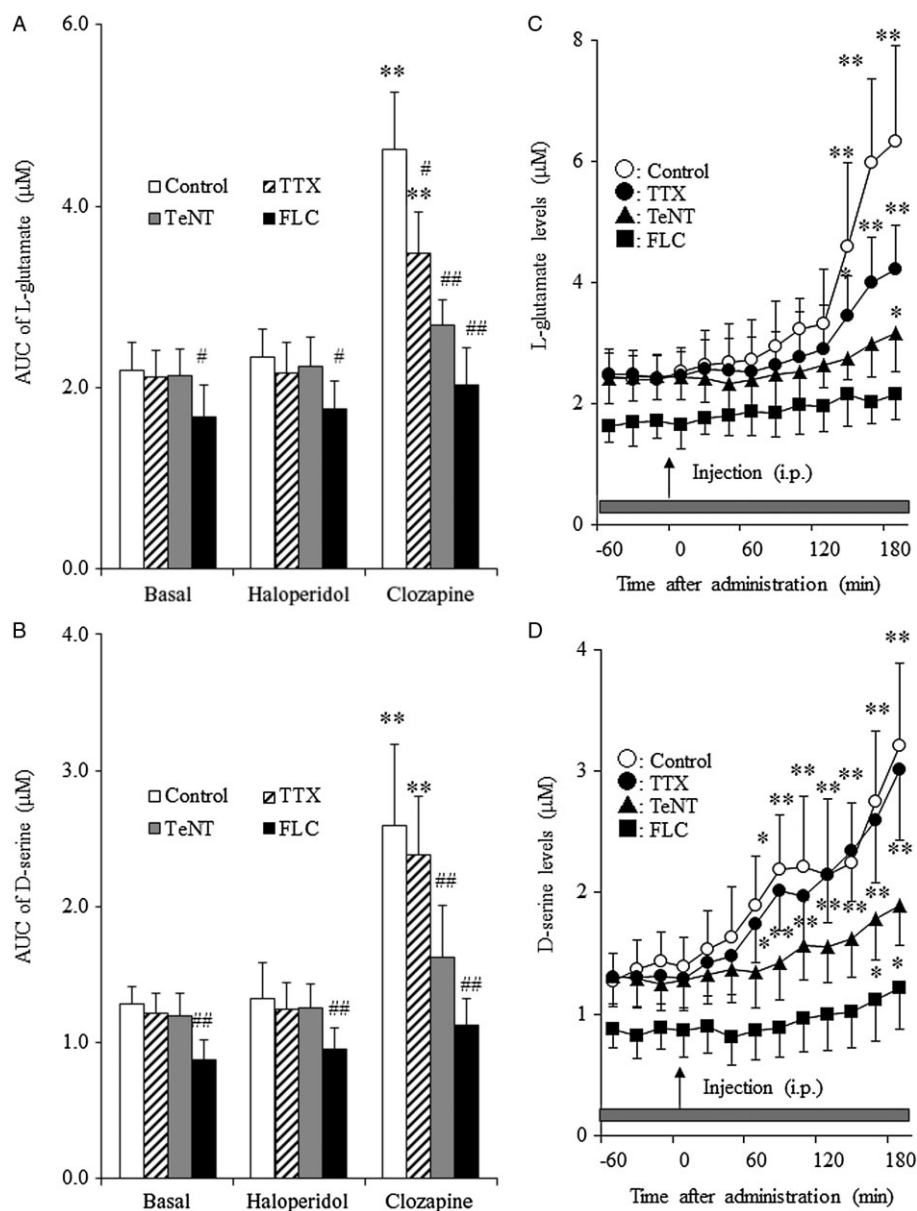 A
6.0
4.0
2.0
0.0
AUC of L-glutamate (μM)
Control TTX
TeNT FLC
#
#
**
#
**
##
##
Basal Haloperidol Clozapine
B
4.0
3.0
2.0
1.0
0.0
AUC of D-serine (μM)
Control TTX
TeNT FLC
##
##
**
**
##
##
Basal Haloperidol Clozapine
C
8
6
4
2
0
L-glutamate levels (μM)
: Control
: TTX
: TeNT
: FLC
** ** **
* ** **
*
Injection (i.p.)
-60 0 60 120 180
Time after administration (min)
D
4
3
2
1
0
D-serine levels (μM)
: Control
: TTX
: TeNT
: FLC
* ** ** ** ** ** **
* ** ** ** ** ** **
* *
Injection (i.p.)
-60 0 60 120 180
Time after administration (min)